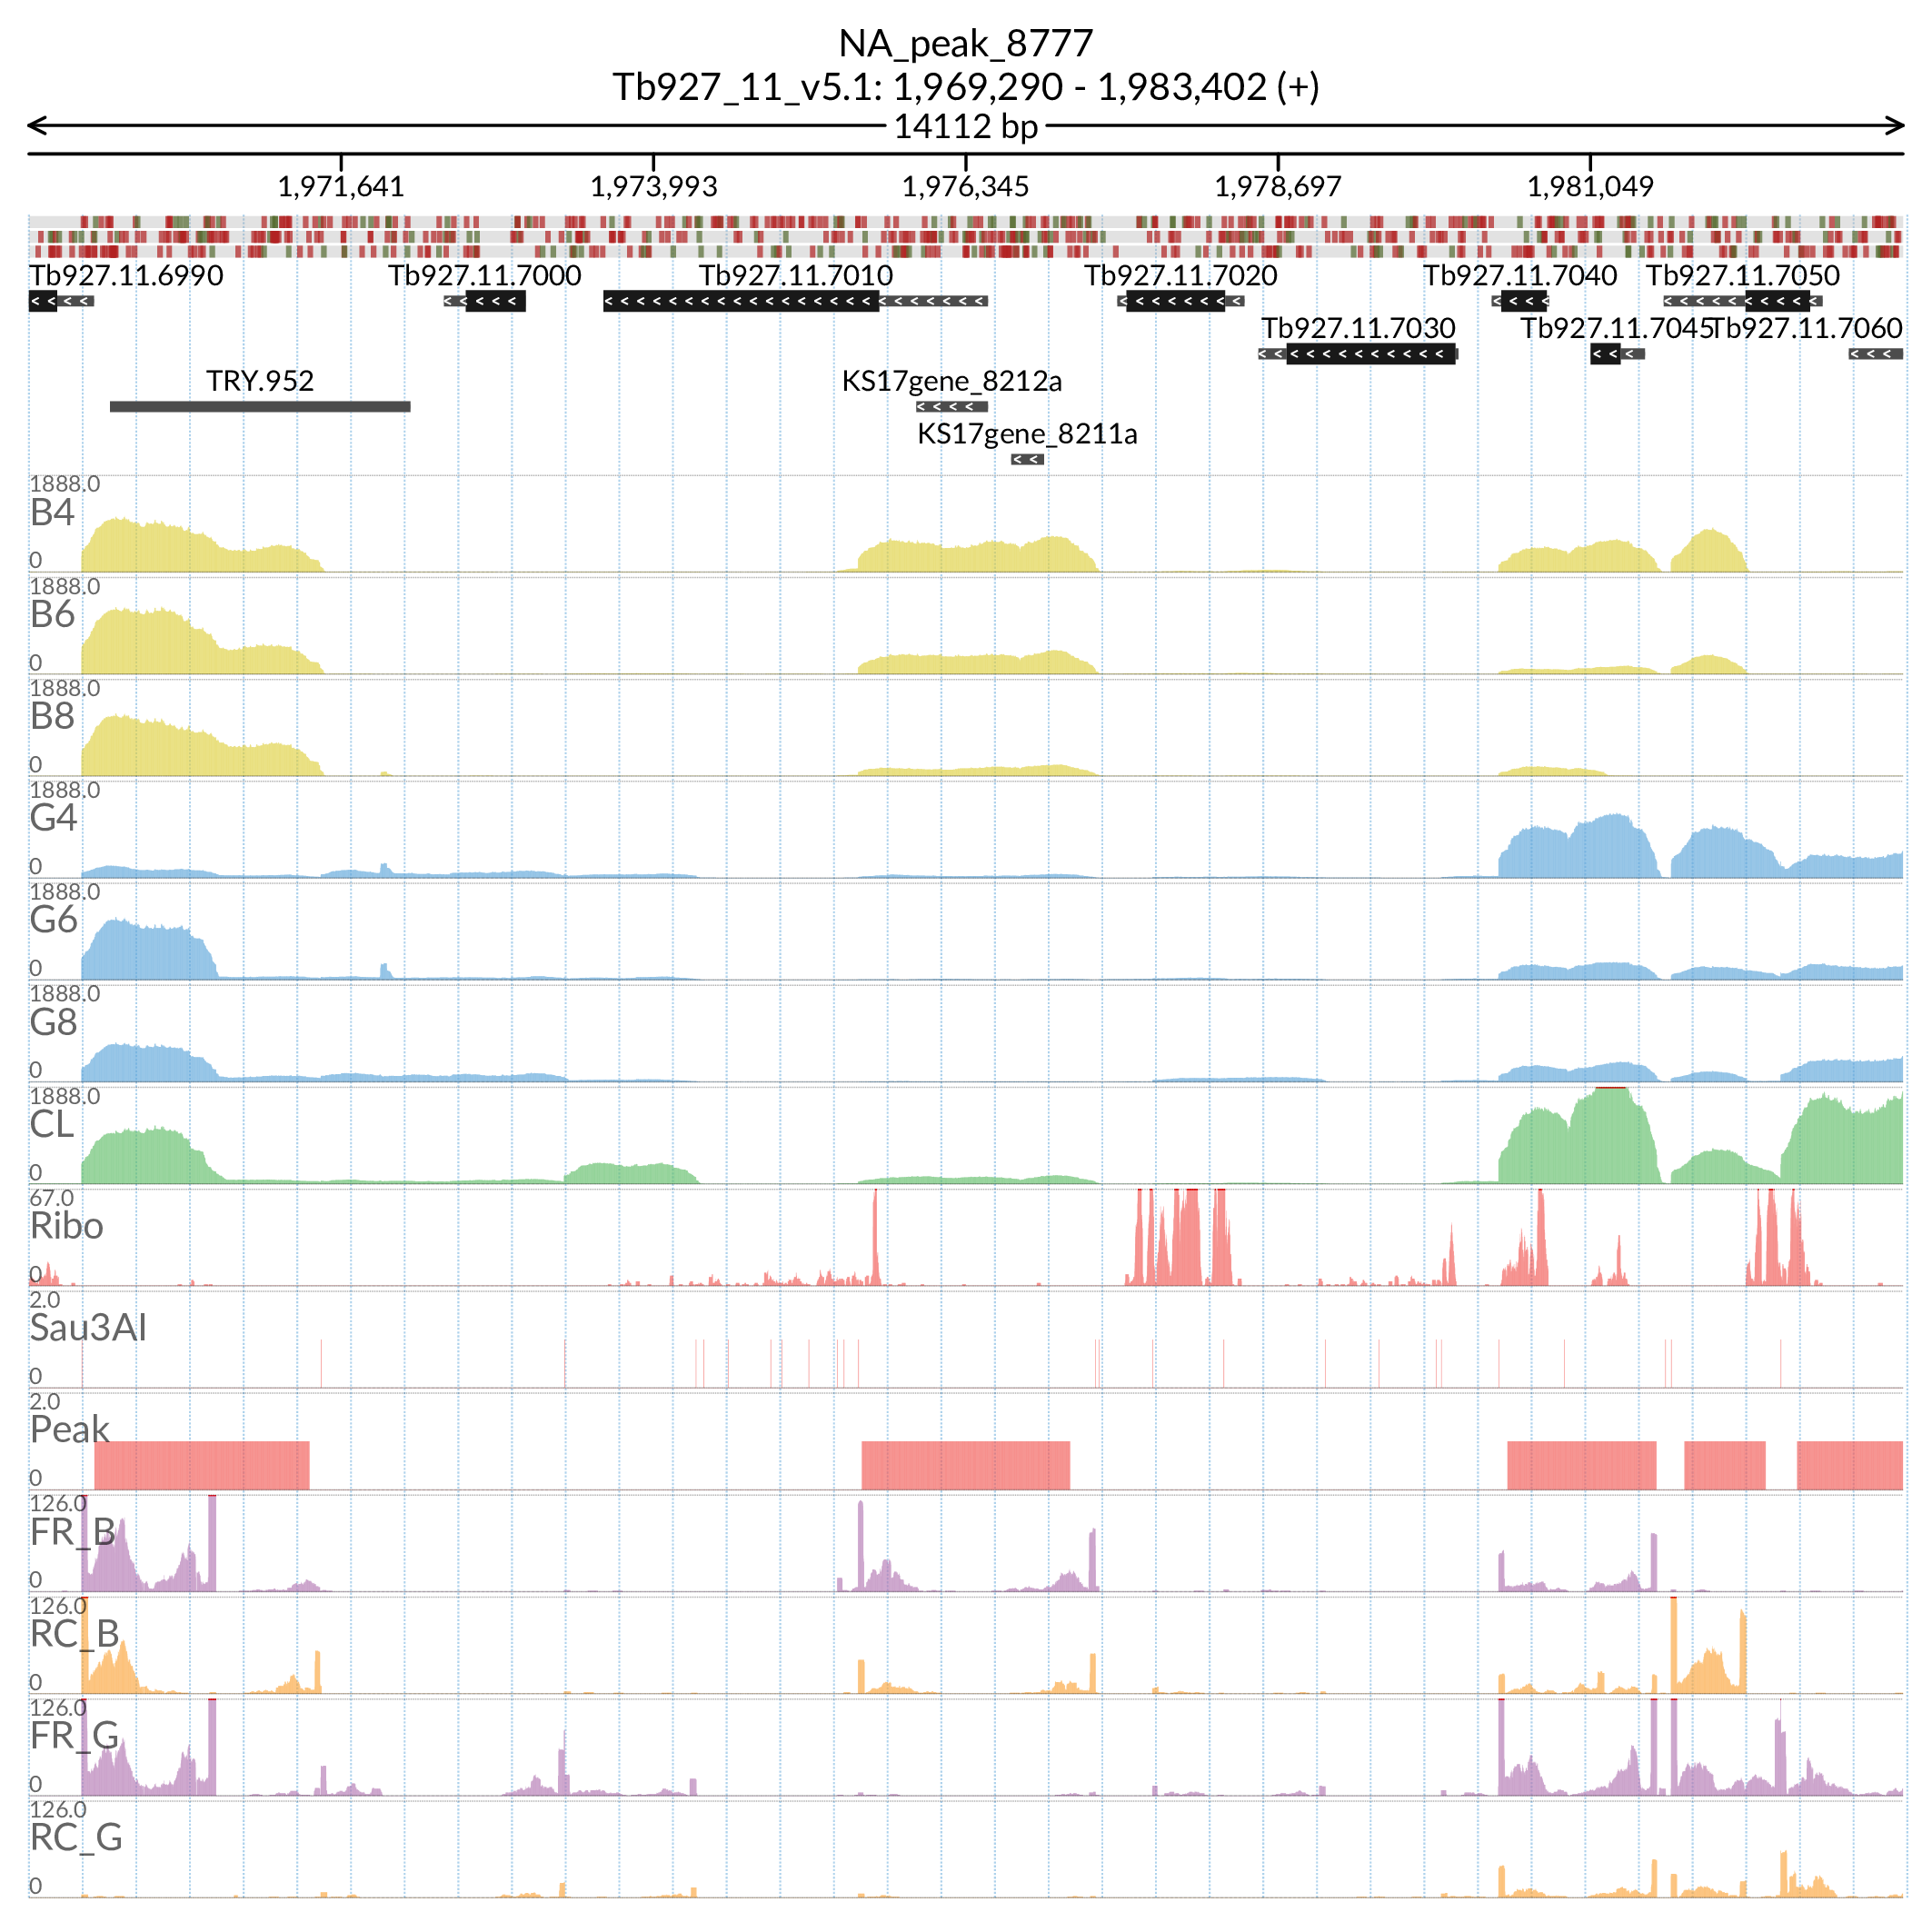 NA_peak_8777
Tb927_11_v5.1: 1,969,290 - 1,983,402 (+)
14112 bp
1,971,641 1,973,993 1,976,345 1,978,697 1,981,049
Tb927.11.6990 Tb927.11.7000 Tb927.11.7010 Tb927.11.7020 Tb927.11.7040 Tb927.11.7050
Tb927.11.7030 Tb927.11.7045 Tb927.11.7060
TRY.952 KS17gene_8212a
KS17gene_8211a
1888.0
B4
0
1888.0
B6
0
1888.0
B8
0
1888.0
G4
0
1888.0
G6
0
1888.0
G8
0
1888.0
CL
0
67.0
Ribo
0
2.0
Sau3AI
0
2.0
Peak
0
126.0
FR_B
0
126.0
RC_B
0
126.0
FR_G
0
126.0
RC_G
0